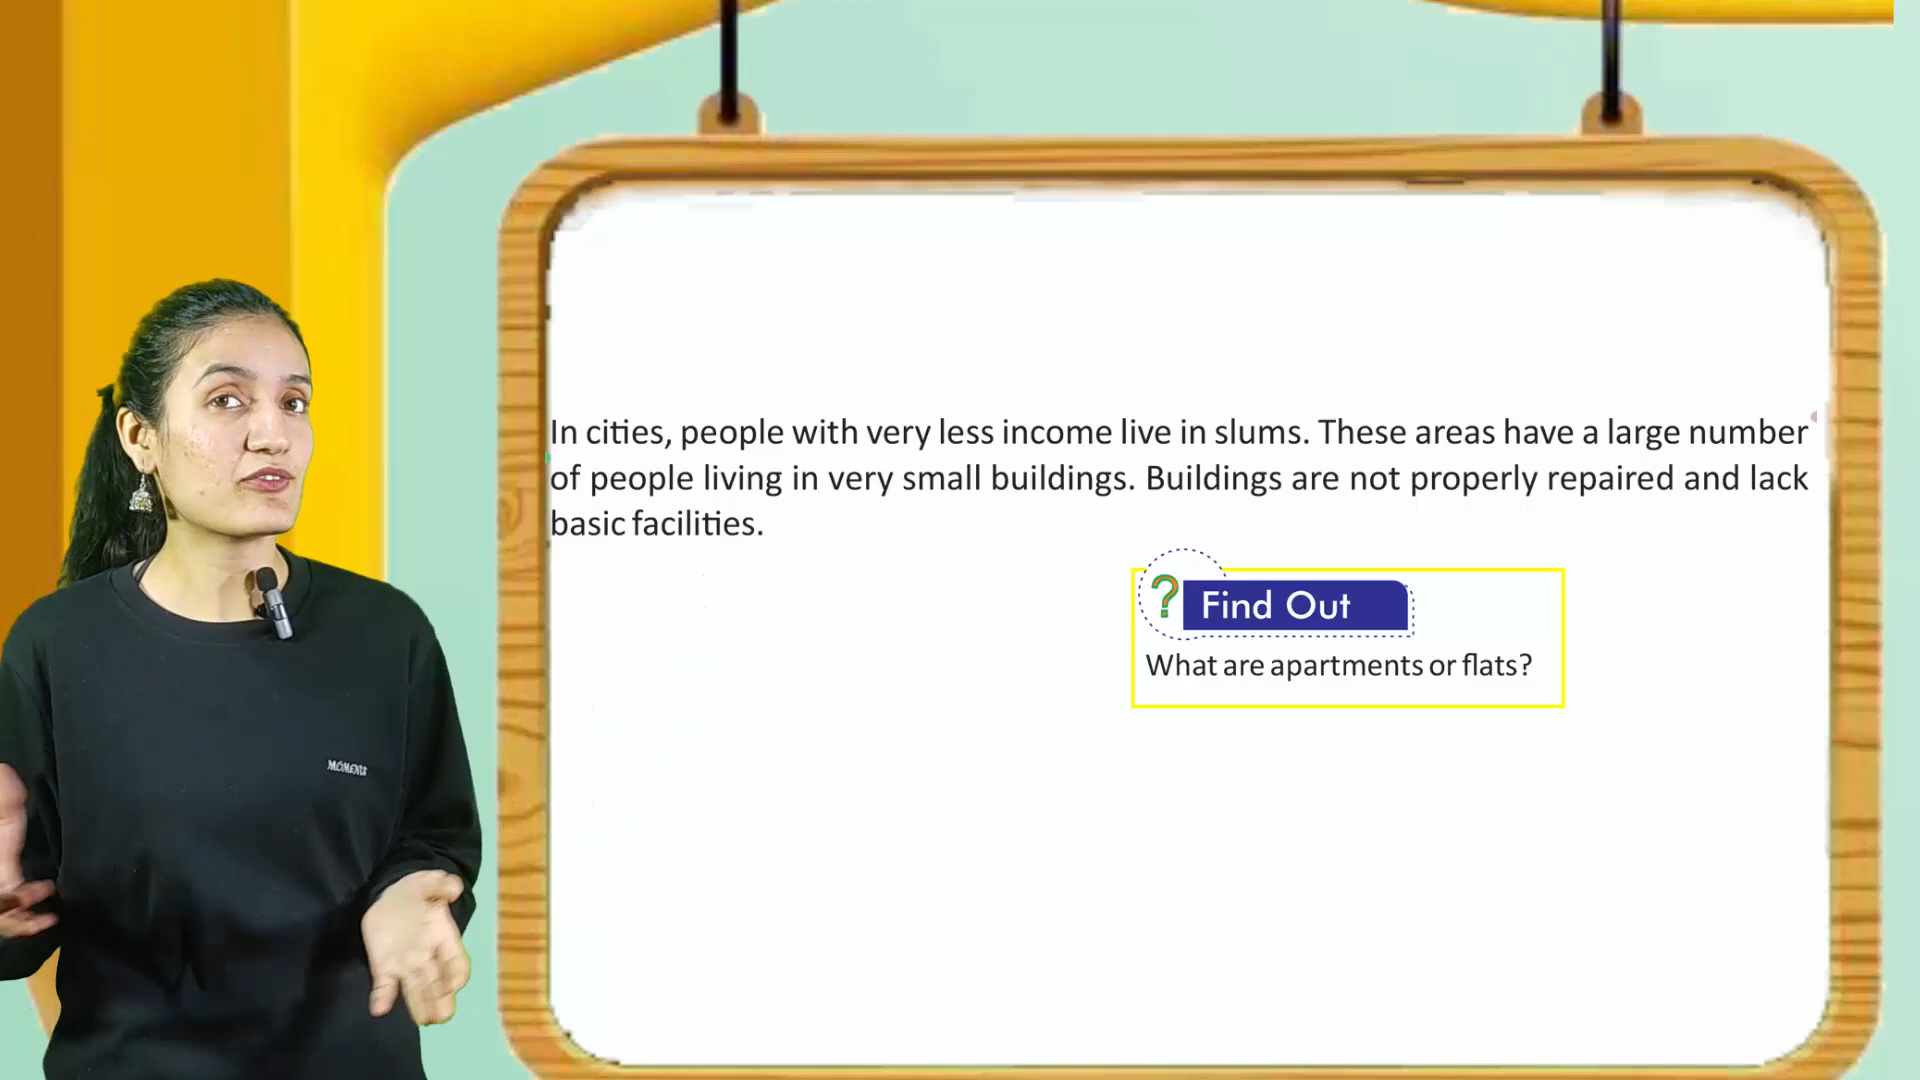 In cities, people with very less income live in slums. These areas have a large number
of people living in very small buildings. Buildings are not properly repaired and lack
basic facilities.
? Find Out
What are apartments or flats?
MOMENTS